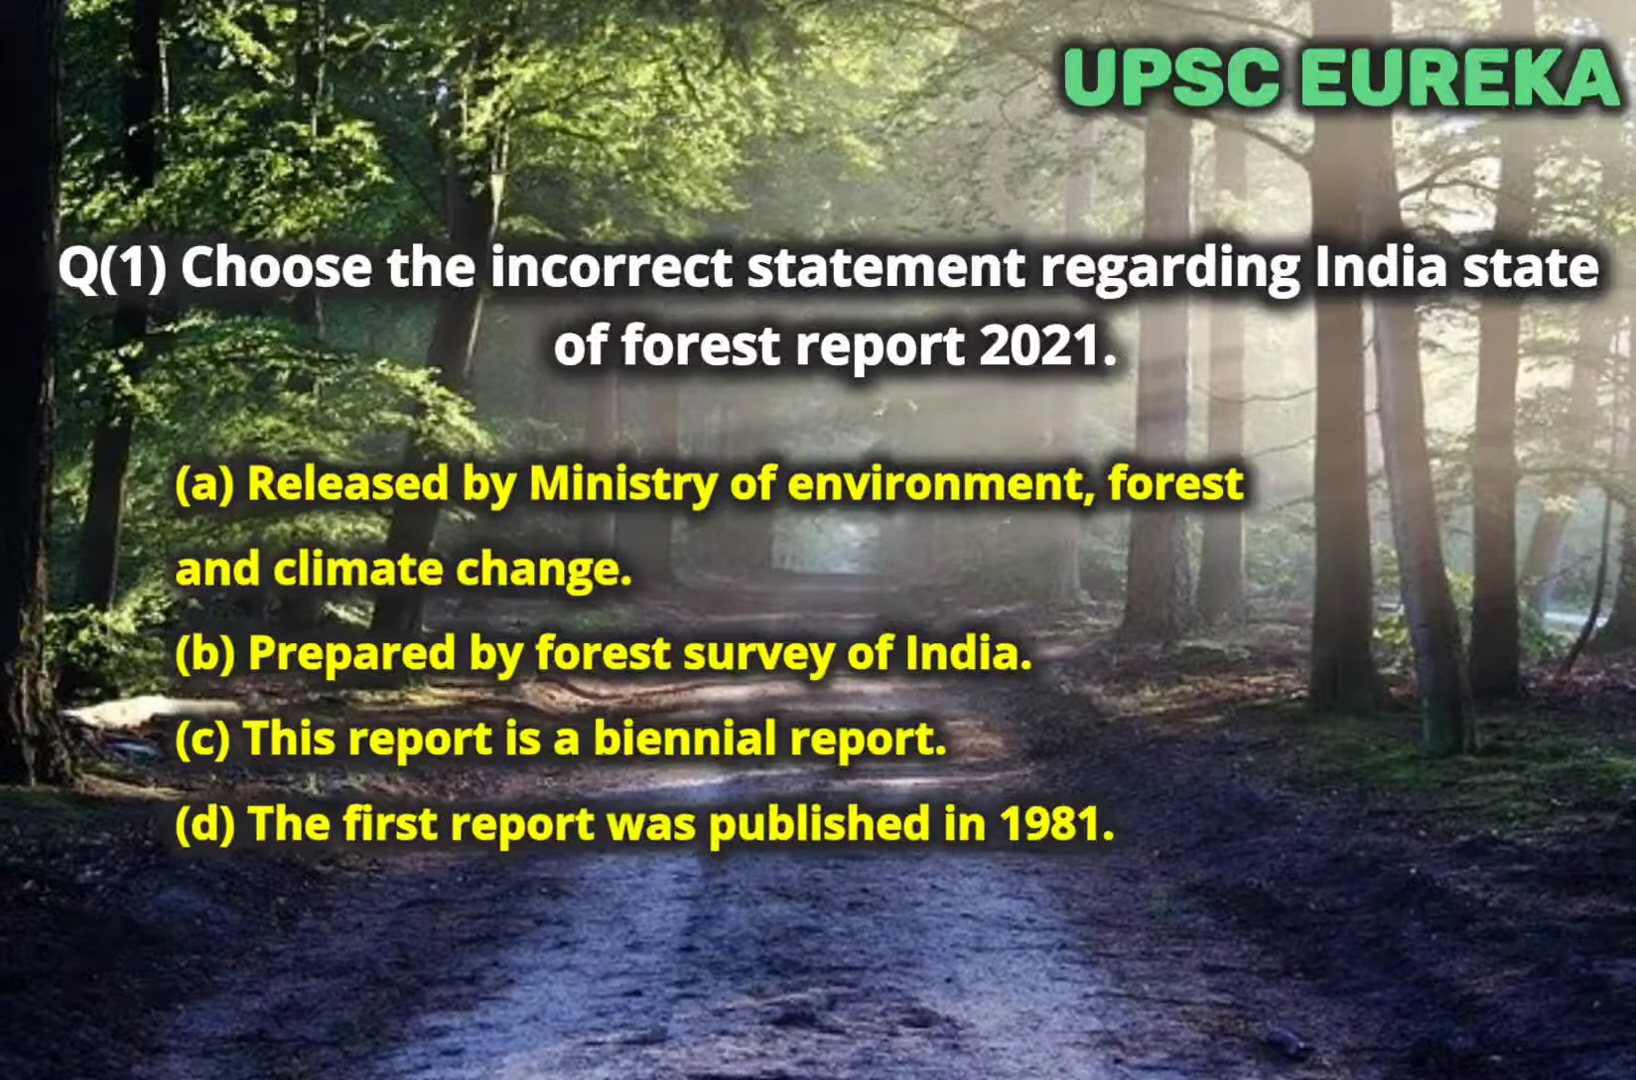 UPSC EUREKA
Q(1) Choose the incorrect statement regarding India state
of forest report 2021.
(a) Released by Ministry of environment, forest
and climate change.
(b) Prepared by forest survey of India.
(c) This report is a biennial report.
(d) The first report was published in 1981.